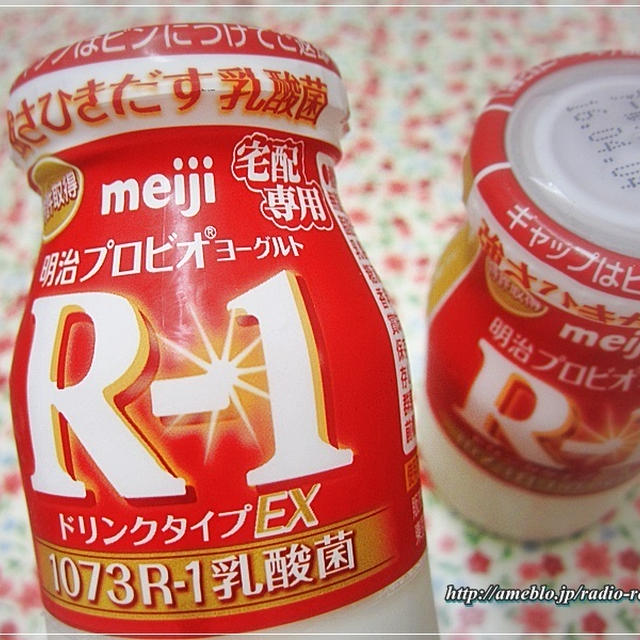 キャップはビンにつけてご返
強さひきだす乳酸菌
meiji
宅配
専用
明治プロビオ®ヨーグルト
R-1
ドリンクタイプEX
1073R-1乳酸菌
キャップはビ
強さひき
明治プロビオ
R-
http://ameblo.jp/radio-r